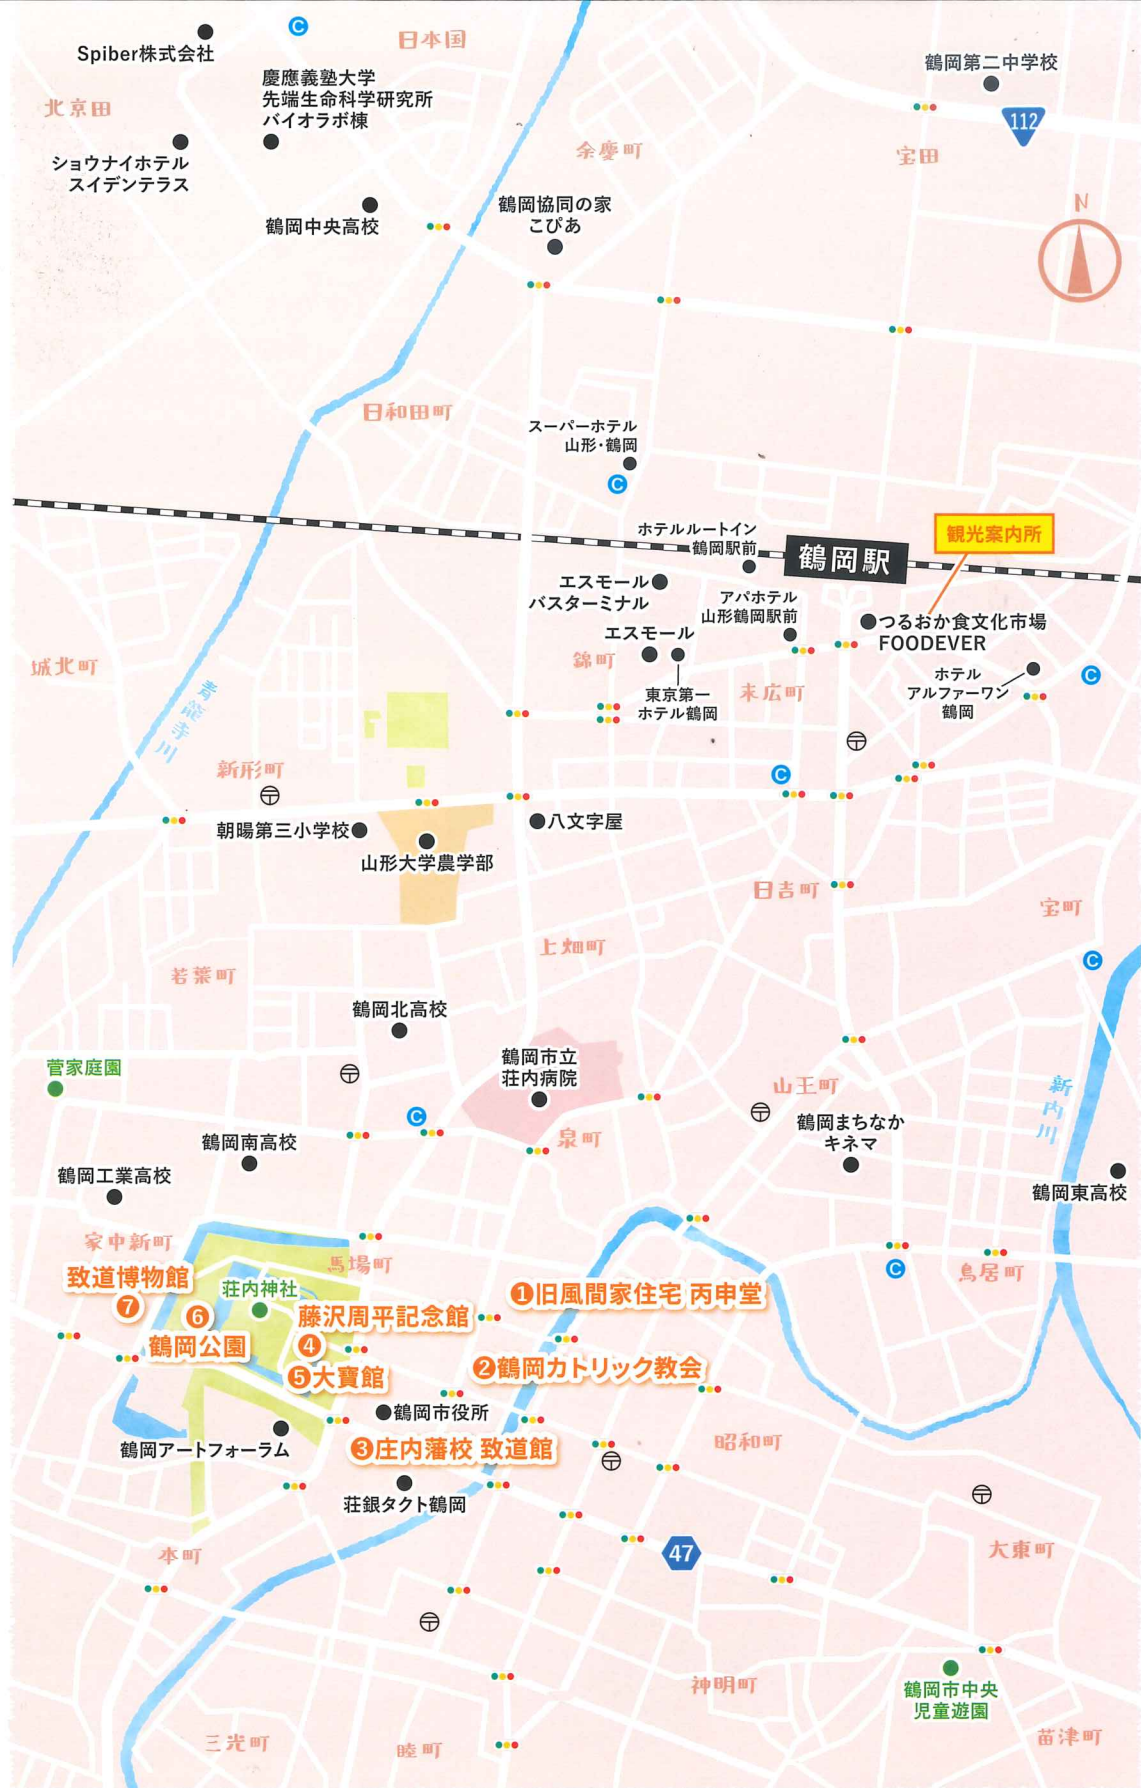 Spiber株式会社
C
日本国
慶應義塾大学
先端生命科学研究所
バイオラボ棟
北京田
ショウナイホテル
スイデンテラス
鶴岡中央高校
余慶町
鶴岡協同の家
こぴあ
鶴岡第二中学校
112
宝田
N
日和田町
スーパーホテル
山形・鶴岡
C
ホテルルートイン
鶴岡駅前
鶴岡駅
観光案内所
エスモール
バスターミナル
アパホテル
山形鶴岡駅前
つるおか食文化市場
FOODEVER
エスモール
錦町
東京第一
ホテル鶴岡
末広町
ホテル
アルファーワン
鶴岡
C
城北町
青龍寺川
新形町
〒
〒
C
朝暘第三小学校
山形大学農学部
八文字屋
日吉町
宝町
C
上畑町
若葉町
鶴岡北高校
菅家庭園
〒
鶴岡市立
荘内病院
山王町
〒
新内川
C
泉町
鶴岡まちなか
キネマ
鶴岡南高校
鶴岡工業高校
鶴岡東高校
家中新町
馬場町
鳥居町
C
致道博物館
7
荘内神社
6
鶴岡公園
藤沢周平記念館
4
5大寶館
1旧風間家住宅 丙申堂
2鶴岡カトリック教会
鶴岡市役所
鶴岡アートフォーラム
3庄内藩校 致道館
昭和町
〒
荘銀タクト鶴岡
〒
本町
47
大東町
〒
神明町
鶴岡市中央
児童遊園
三光町
睦町
苗津町